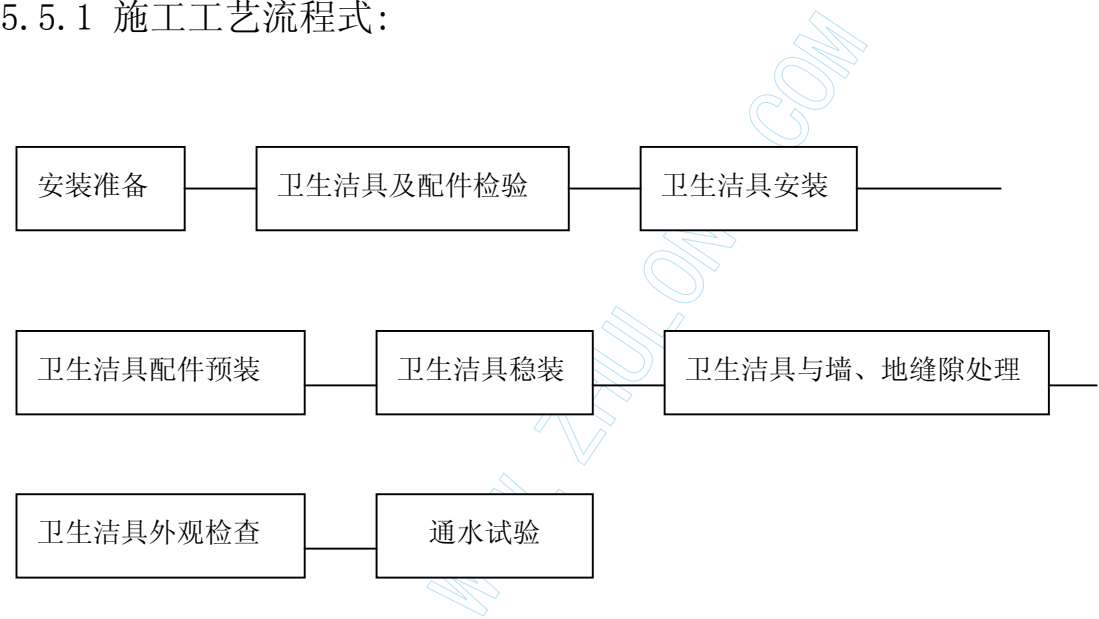 5.5.1 施工工艺流程式:
安装准备 卫生洁具及配件检验 卫生洁具安装
卫生洁具配件预装 卫生洁具稳装 卫生洁具与墙、地缝隙处理
卫生洁具外观检查 通水试验